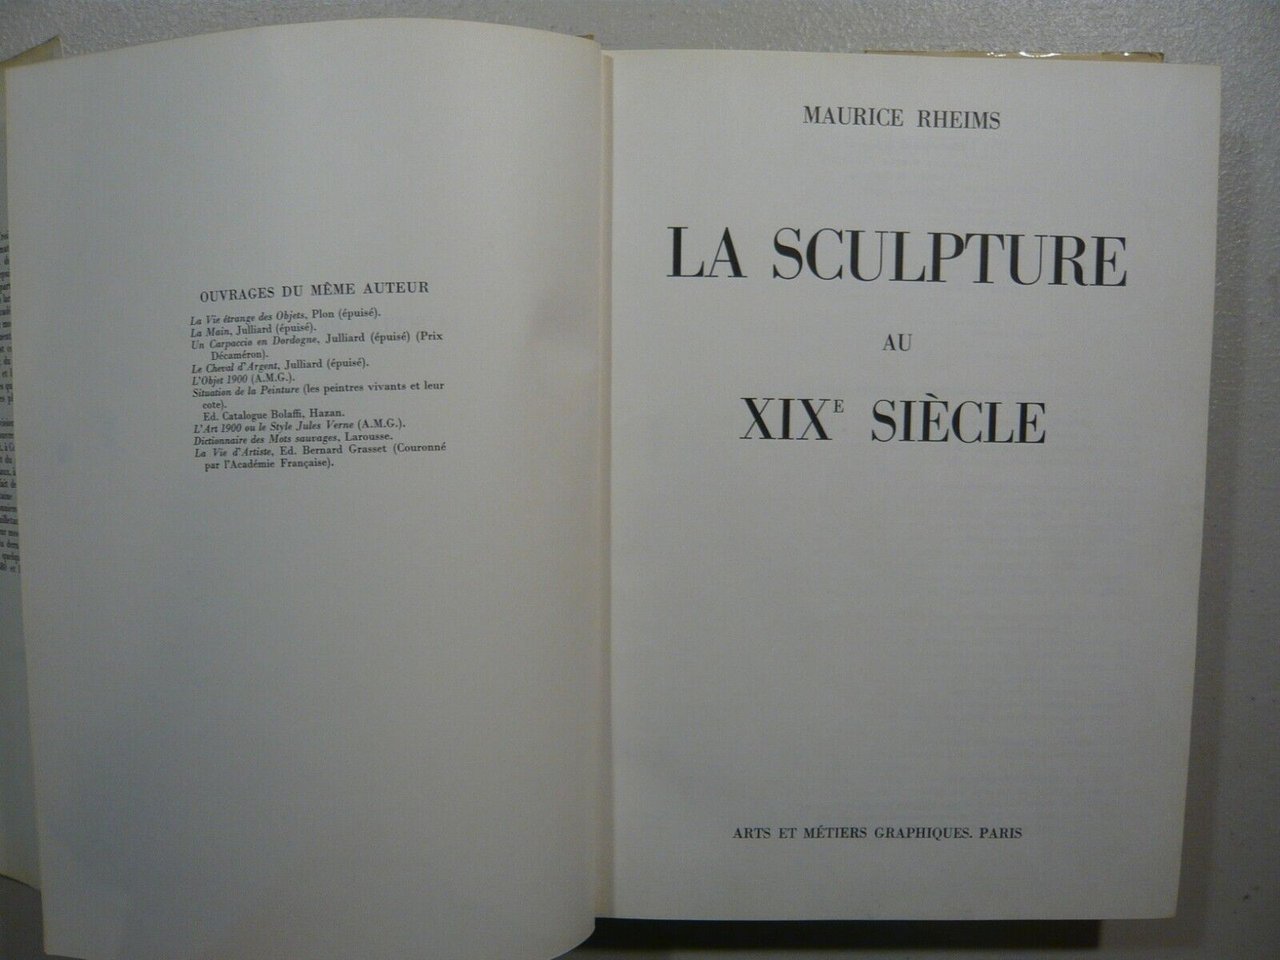 OUVRAGES DU MÊME AUTEUR
La Vie étrange des Objets, Plon (épuisé).
La Main, Julliard (épuisé).
Un Carpaccio en Dordogne, Julliard (épuisé) (Prix
Décaméron).
Le Cheval d'Argent, Julliard (épuisé).
L'Objet 1900 (A.M.G.).
Situation de la Peinture (les peintres vivants et leur
cote).
Ed. Catalogue Bolaffi, Hazan.
L'Art 1900 ou le Style Jules Verne (A.M.G.).
Dictionnaire des Mots sauvages, Larousse.
La Vie d'Artiste, Ed. Bernard Grasset (Couronné
par l'Académie Française).
MAURICE RHEIMS
LA SCULPTURE
AU
XIXE SIÈCLE
ARTS ET MÉTIERS GRAPHIQUES. PARIS